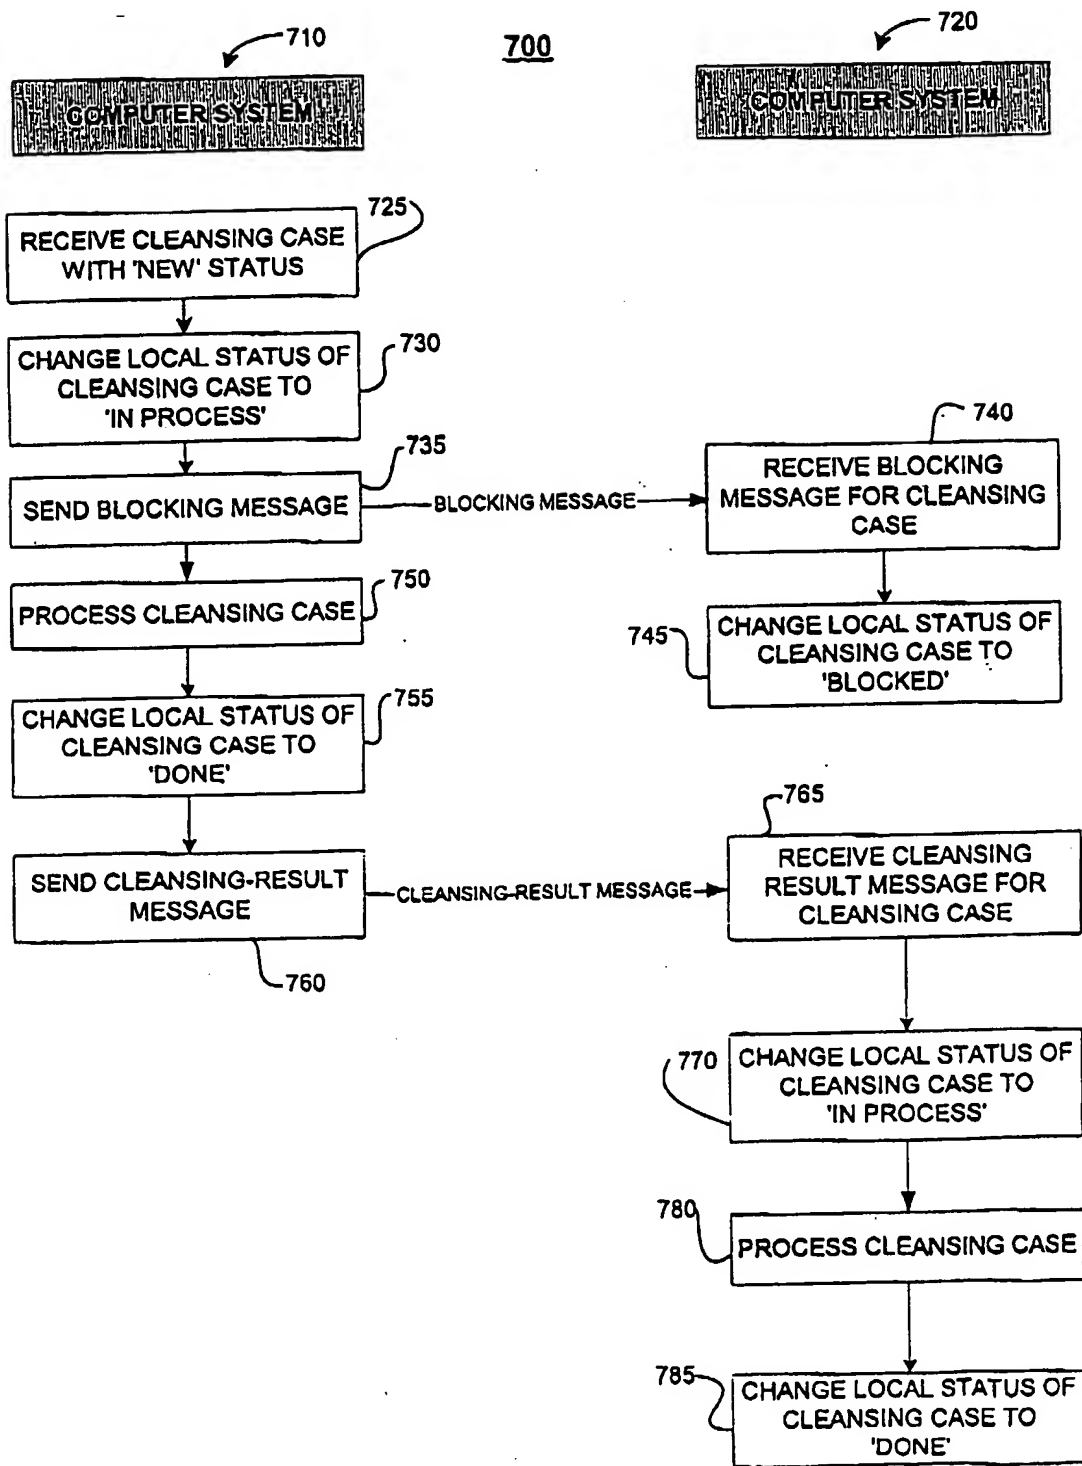 700
710
COMPUTER SYSTEM
720
COMPUTER SYSTEM
725
RECEIVE CLEANSING CASE
WITH 'NEW' STATUS
730
CHANGE LOCAL STATUS OF
CLEANSING CASE TO
'IN PROCESS'
735
SEND BLOCKING MESSAGE
BLOCKING MESSAGE
740
RECEIVE BLOCKING
MESSAGE FOR CLEANSING
CASE
745
CHANGE LOCAL STATUS OF
CLEANSING CASE TO
'BLOCKED'
750
PROCESS CLEANSING CASE
755
CHANGE LOCAL STATUS OF
CLEANSING CASE TO
'DONE'
SEND CLEANSING-RESULT
MESSAGE
760
CLEANSING-RESULT MESSAGE
765
RECEIVE CLEANSING
RESULT MESSAGE FOR
CLEANSING CASE
770
CHANGE LOCAL STATUS OF
CLEANSING CASE TO
'IN PROCESS'
780
PROCESS CLEANSING CASE
785
CHANGE LOCAL STATUS OF
CLEANSING CASE TO
'DONE'